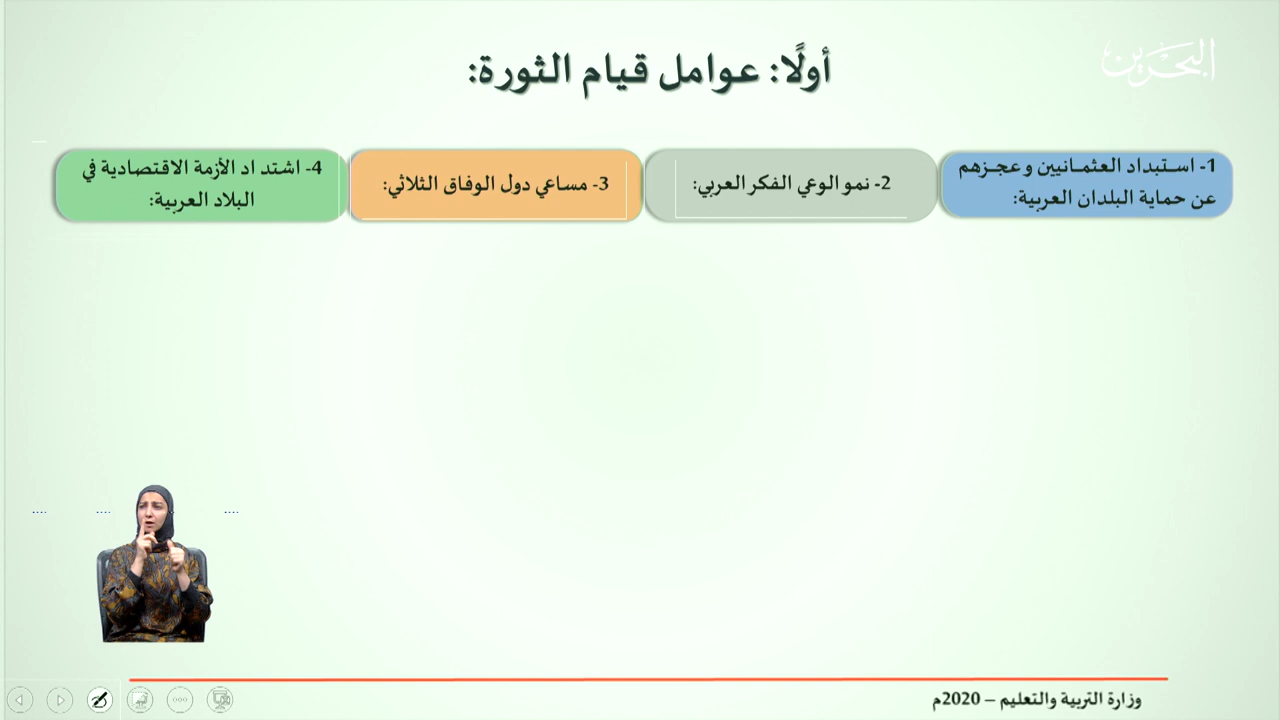 البحرين
أولًا: عوامل قيام الثورة:
1- استبداد العثمانيين وعجزهم
عن حماية البلدان العربية:
2- نمو الوعي الفكر العربي:
3- مساعي دول الوفاق الثلاثي:
4- اشتد اد الأزمة الاقتصادية في
البلاد العربية:
وزارة التربية والتعليم – 2020م